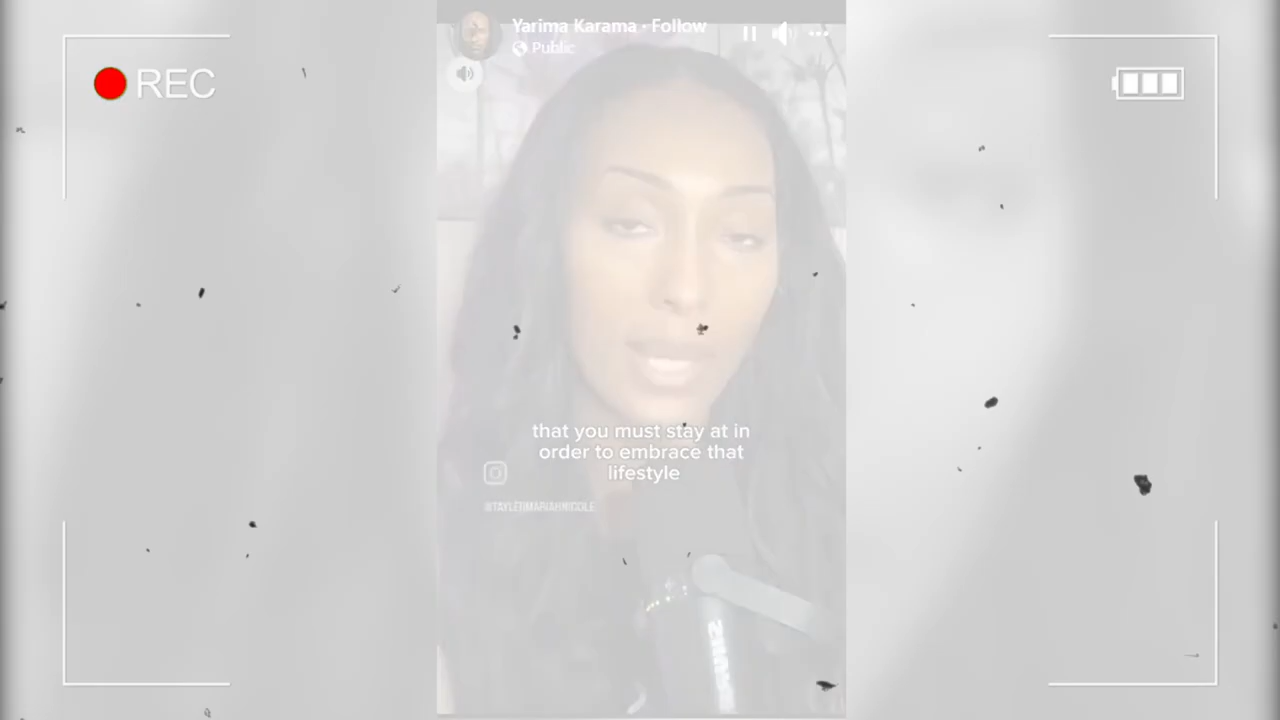 Yarima Karama · Follow
Public
REC
that you must stay at in
order to embrace that
lifestyle
@TAYLERMARIAHNICOLE